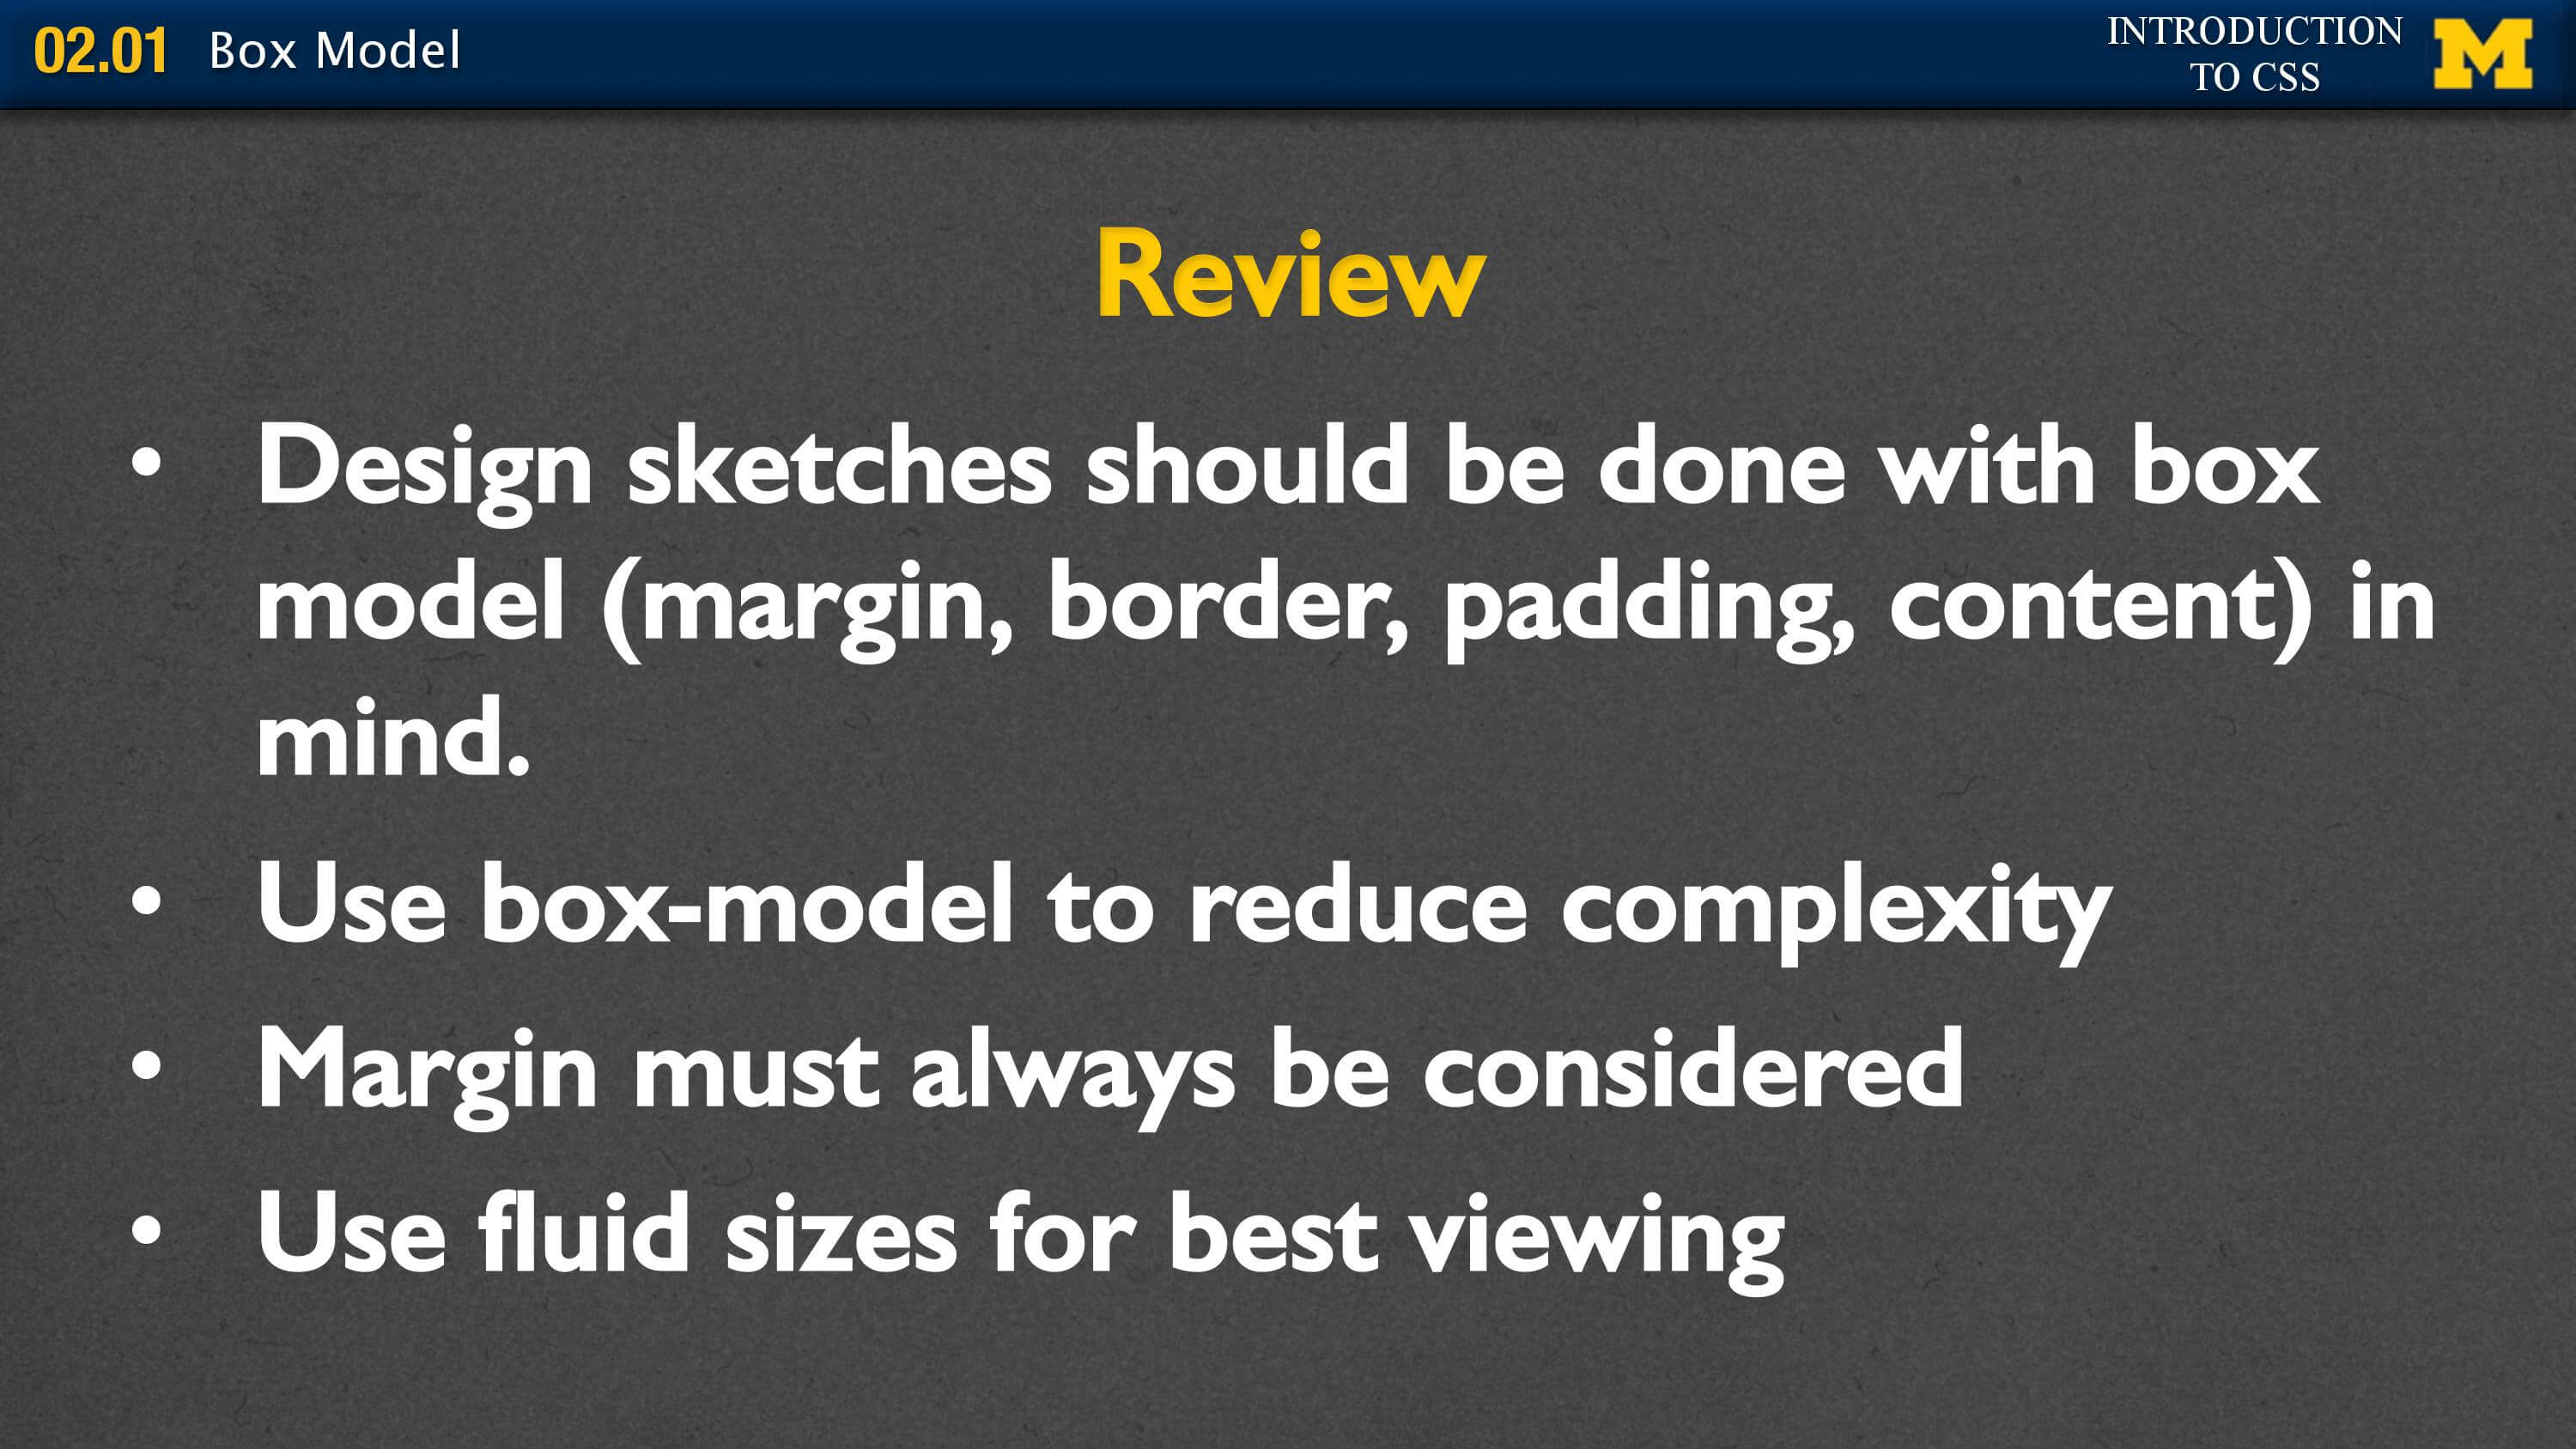 02.01 Box Model
INTRODUCTION
TO CSS
M
Review
• Design sketches should be done with box
model (margin, border, padding, content) in
mind.
• Use box-model to reduce complexity
• Margin must always be considered
• Use fluid sizes for best viewing